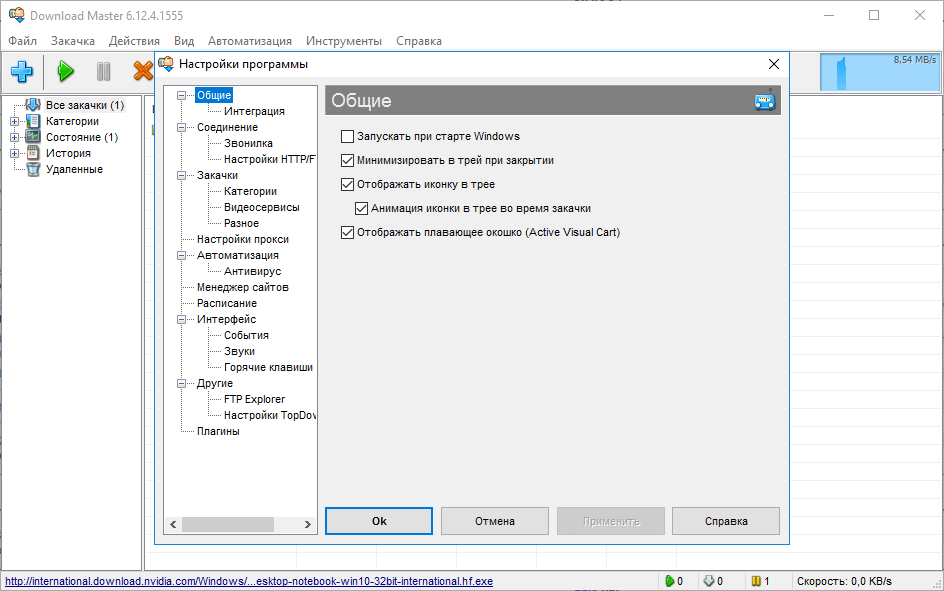 Download Master 6.12.4.1555
Файл Закачка Действия Вид Автоматизация Инструменты Справка
8,54 MB/s
Все закачки (1)
Категории
Состояние (1)
История
Удаленные
Настройки программы
Общие
Интеграция
Соединение
Звонилка
Настройки HTTP/F
Закачки
Категории
Видеосервисы
Разное
Настройки прокси
Автоматизация
Антивирус
Менеджер сайтов
Расписание
Интерфейс
События
Звуки
Горячие клавиши
Другие
FTP Explorer
Настройки TopDow
Плагины
Общие
Запускать при старте Windows
Минимизировать в трей при закрытии
Отображать иконку в трее
Анимация иконки в трее во время закачки
Отображать плавающее окошко (Active Visual Cart)
Ok Отмена Применить Справка
http://international.download.nvidia.com/Windows/...esktop-notebook-win10-32bit-international.hf.exe 0 0 1 Скорость: 0,0 KB/s